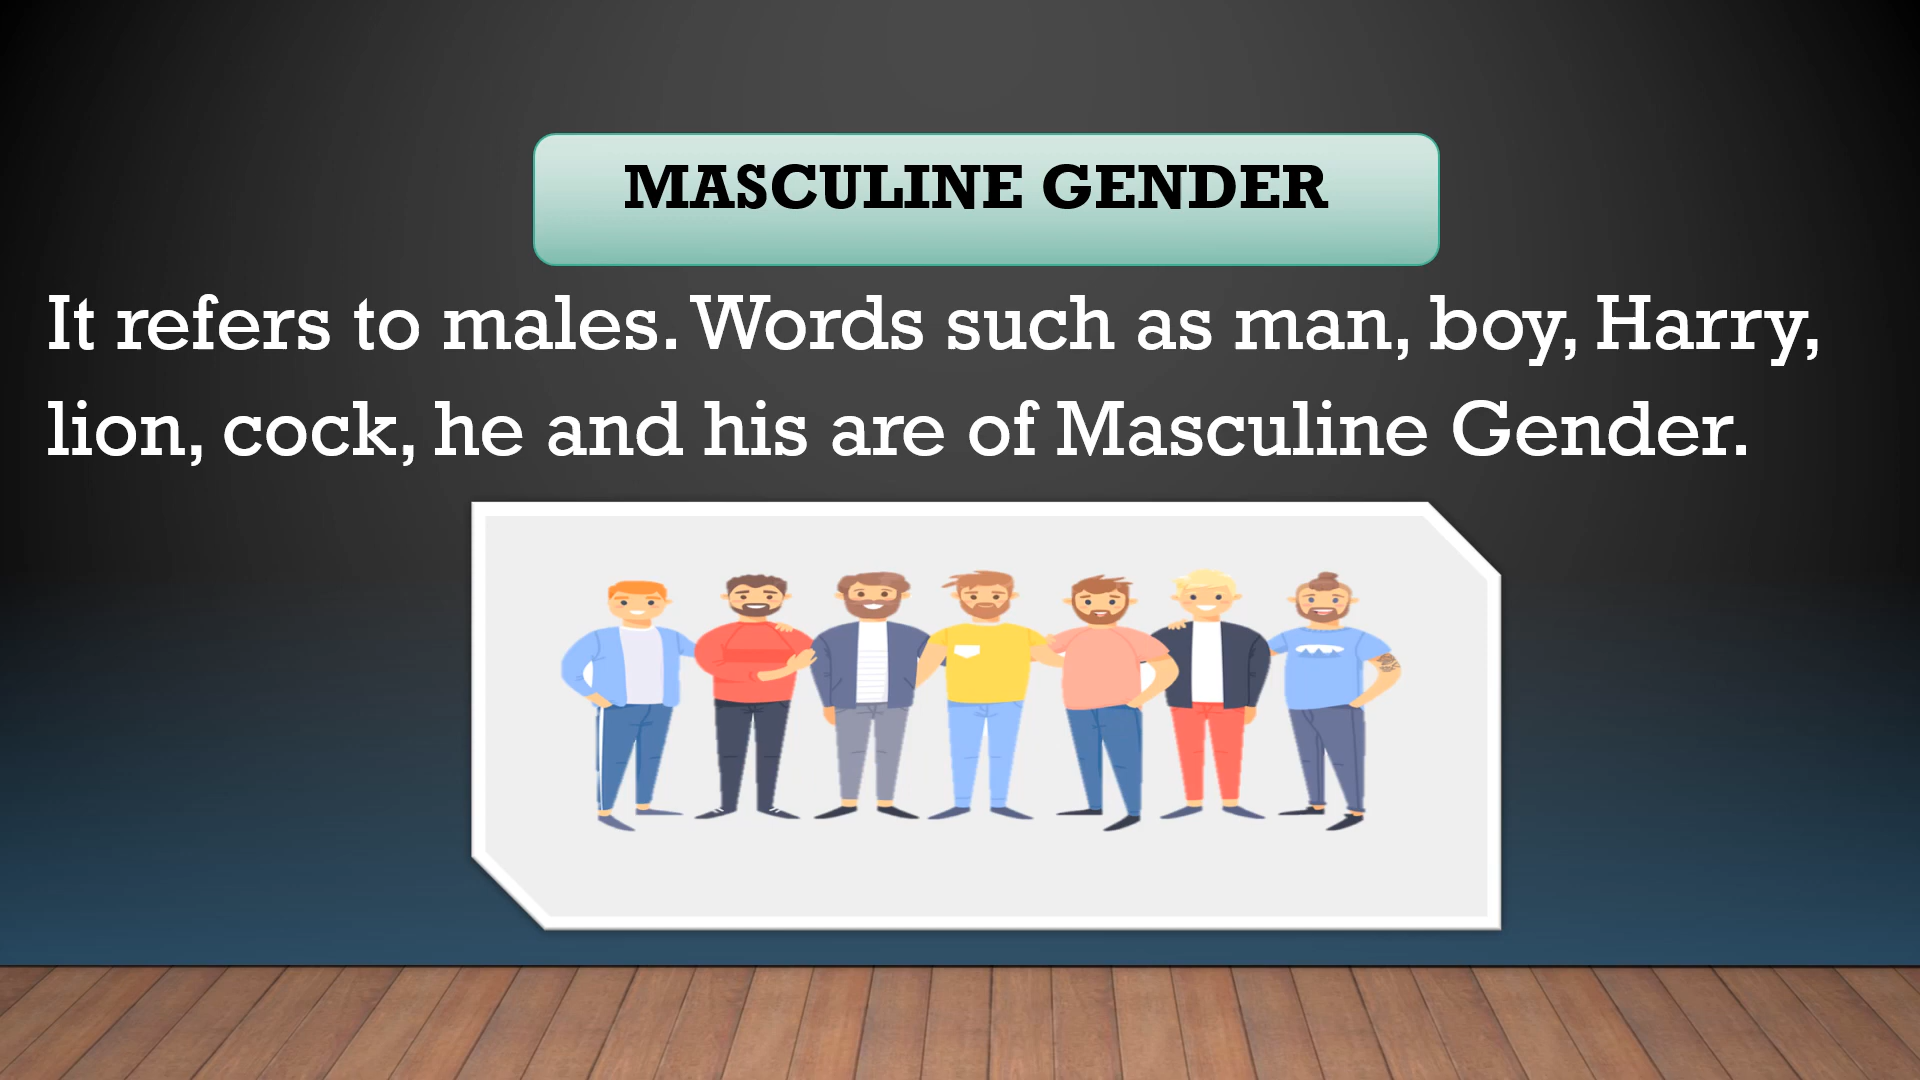 MASCULINE GENDER
It refers to males. Words such as man, boy, Harry,
lion, cock, he and his are of Masculine Gender.